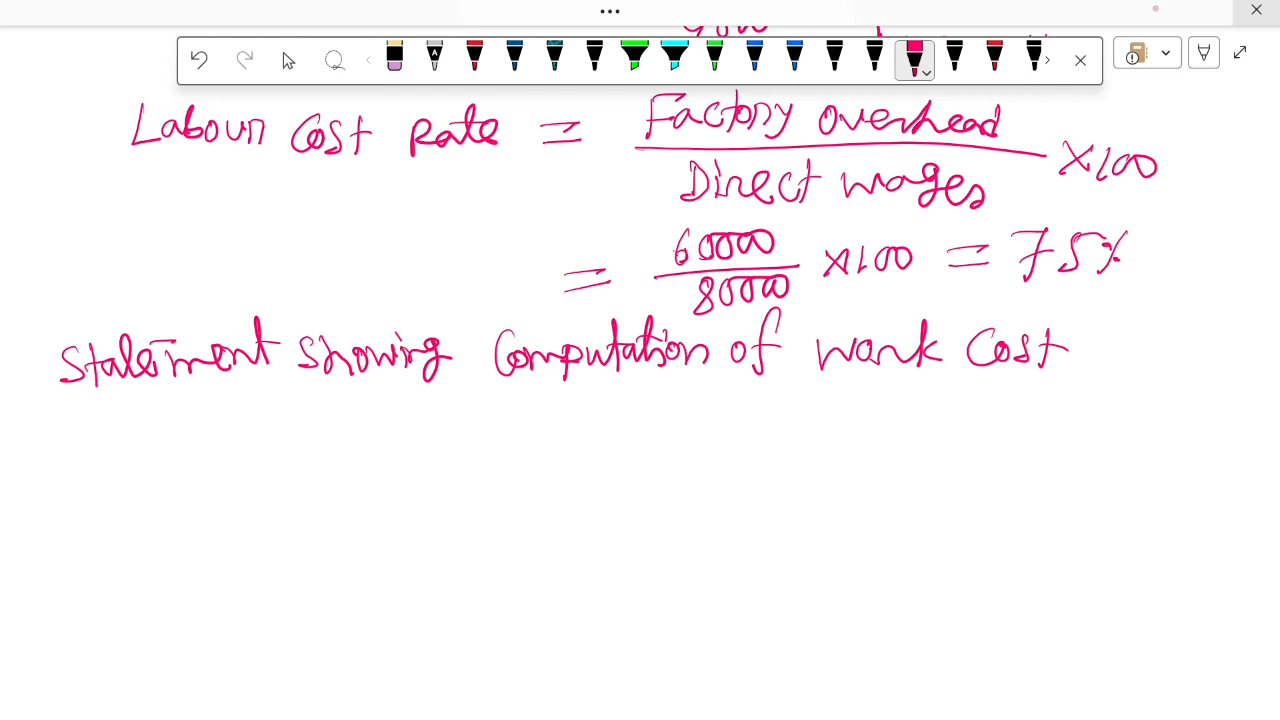 Labour Cost Rate = Factory overhead / Direct wages × 100
= 60000 / 80000 × 100 = 75%
Statement showing Computation of work Cost